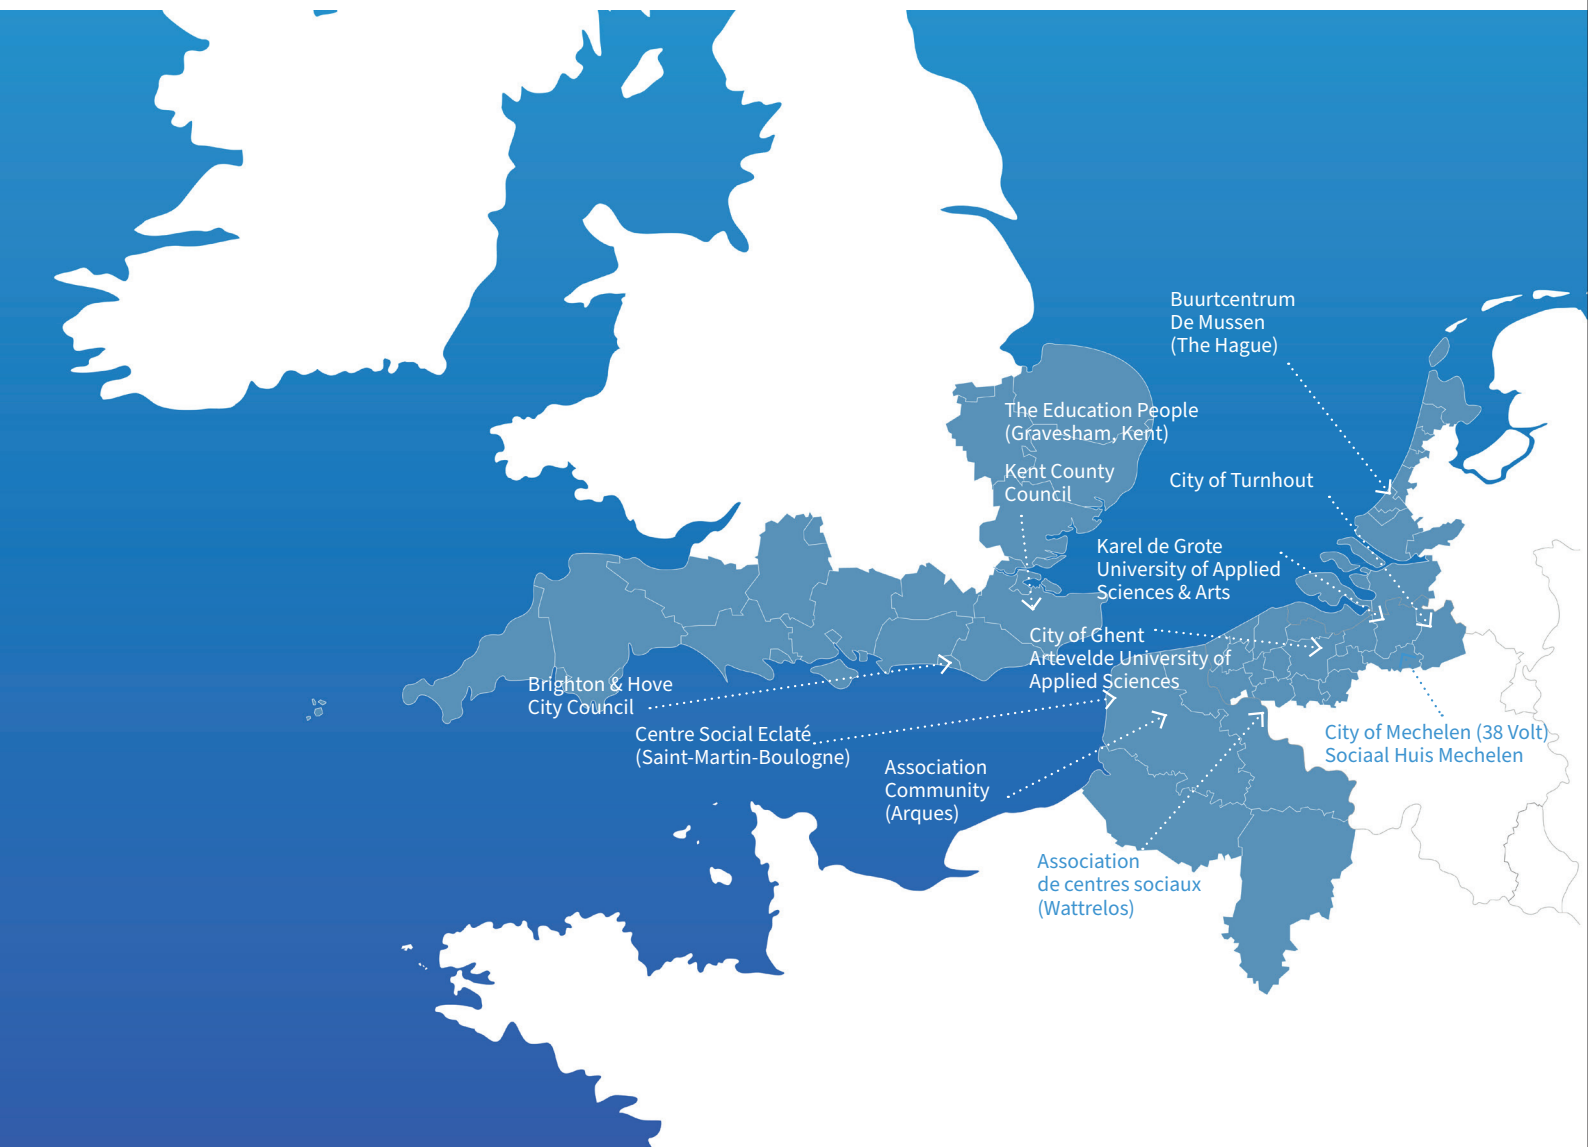 Buurtcentrum
De Mussen
(The Hague)
The Education People
(Gravesham, Kent)
Kent County
Council
City of Turnhout
Karel de Grote
University of Applied
Sciences & Arts
City of Ghent
Artevelde University of
Applied Sciences
Brighton & Hove
City Council
Centre Social Eclaté
(Saint-Martin-Boulogne)
City of Mechelen (38 Volt)
Sociaal Huis Mechelen
Association
Community
(Arques)
Association
de centres sociaux
(Wattrelos)